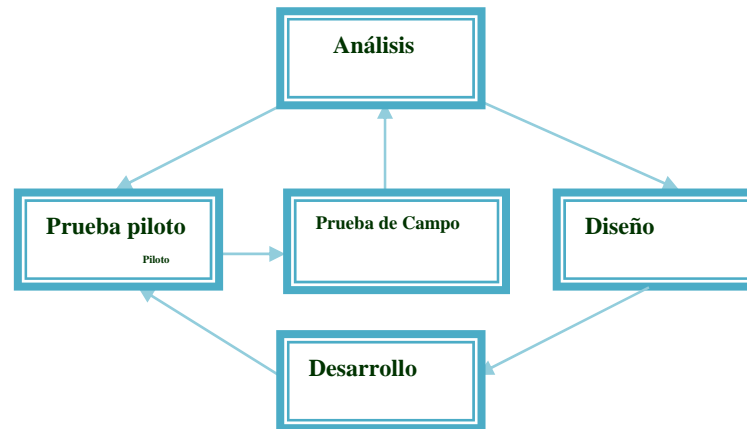 Análisis
Prueba piloto
Piloto
Prueba de Campo
Diseño
Desarrollo